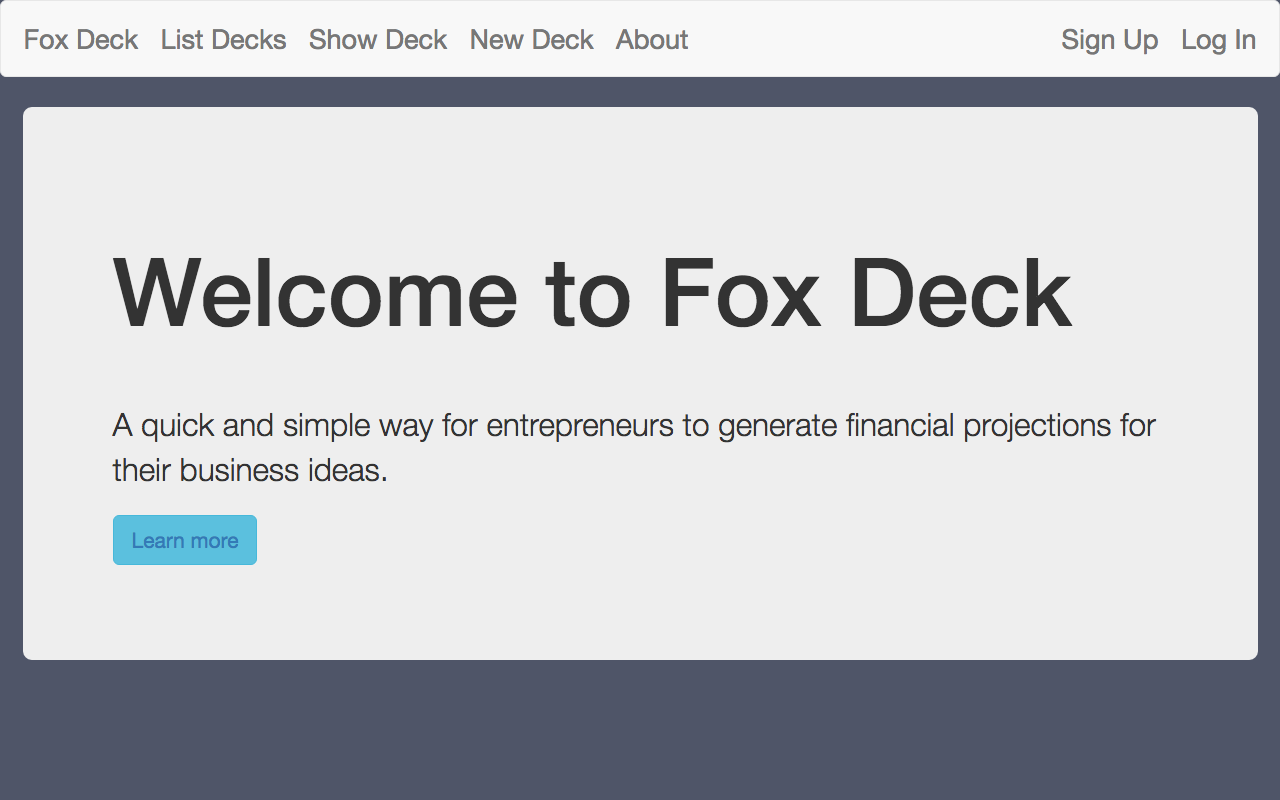 Fox Deck List Decks Show Deck New Deck About Sign Up Log In
Welcome to Fox Deck
A quick and simple way for entrepreneurs to generate financial projections for
their business ideas.
Learn more